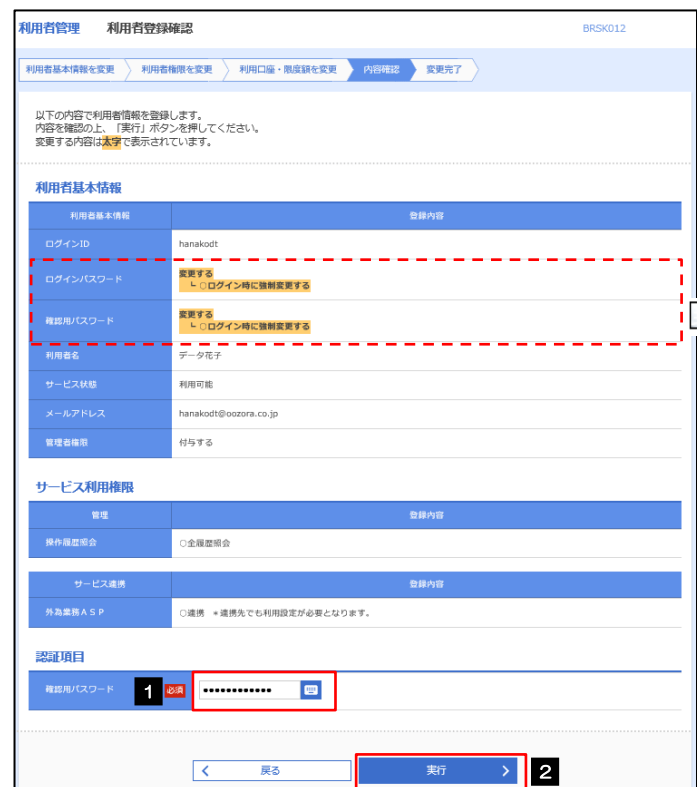 利用者管理 利用者登録確認 BRSK012
利用者基本情報を変更 利用者権限を変更 利用口座・限度額を変更 内容確認 変更完了
以下の内容で利用者情報を登録します。
内容を確認の上、「実行」ボタンを押してください。
変更する内容は太字で表示されています。
利用者基本情報
利用者基本情報 登録内容
ログインID hanakodt
ログインパスワード 変更する
└ ○ログイン時に強制変更する
確認用パスワード 変更する
└ ○ログイン時に強制変更する
利用者名 データ花子
サービス状態 利用可能
メールアドレス hanakodt@oozora.co.jp
管理者権限 付与する
サービス利用権限
管理 登録内容
操作履歴照会 ○全履歴照会
サービス連携 登録内容
外為業務ASP ○連携 *連携先でも利用設定が必要となります。
認証項目
確認用パスワード 1 必須 ●●●●●●●●●●●●
戻る 実行 2